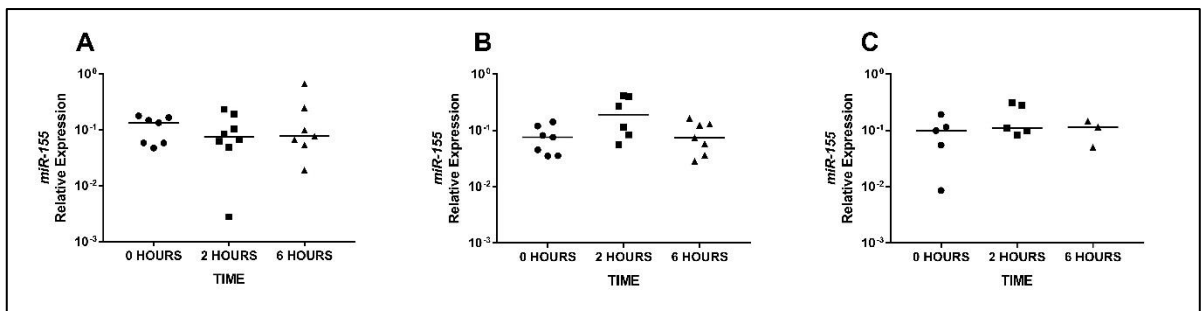 A
miR-155
Relative Expression
10⁰
10⁻¹
10⁻²
10⁻³
0 HOURS 2 HOURS 6 HOURS
TIME
B
miR-155
Relative Expression
10⁰
10⁻¹
10⁻²
10⁻³
0 HOURS 2 HOURS 6 HOURS
TIME
C
miR-155
Relative Expression
10⁰
10⁻¹
10⁻²
10⁻³
0 HOURS 2 HOURS 6 HOURS
TIME